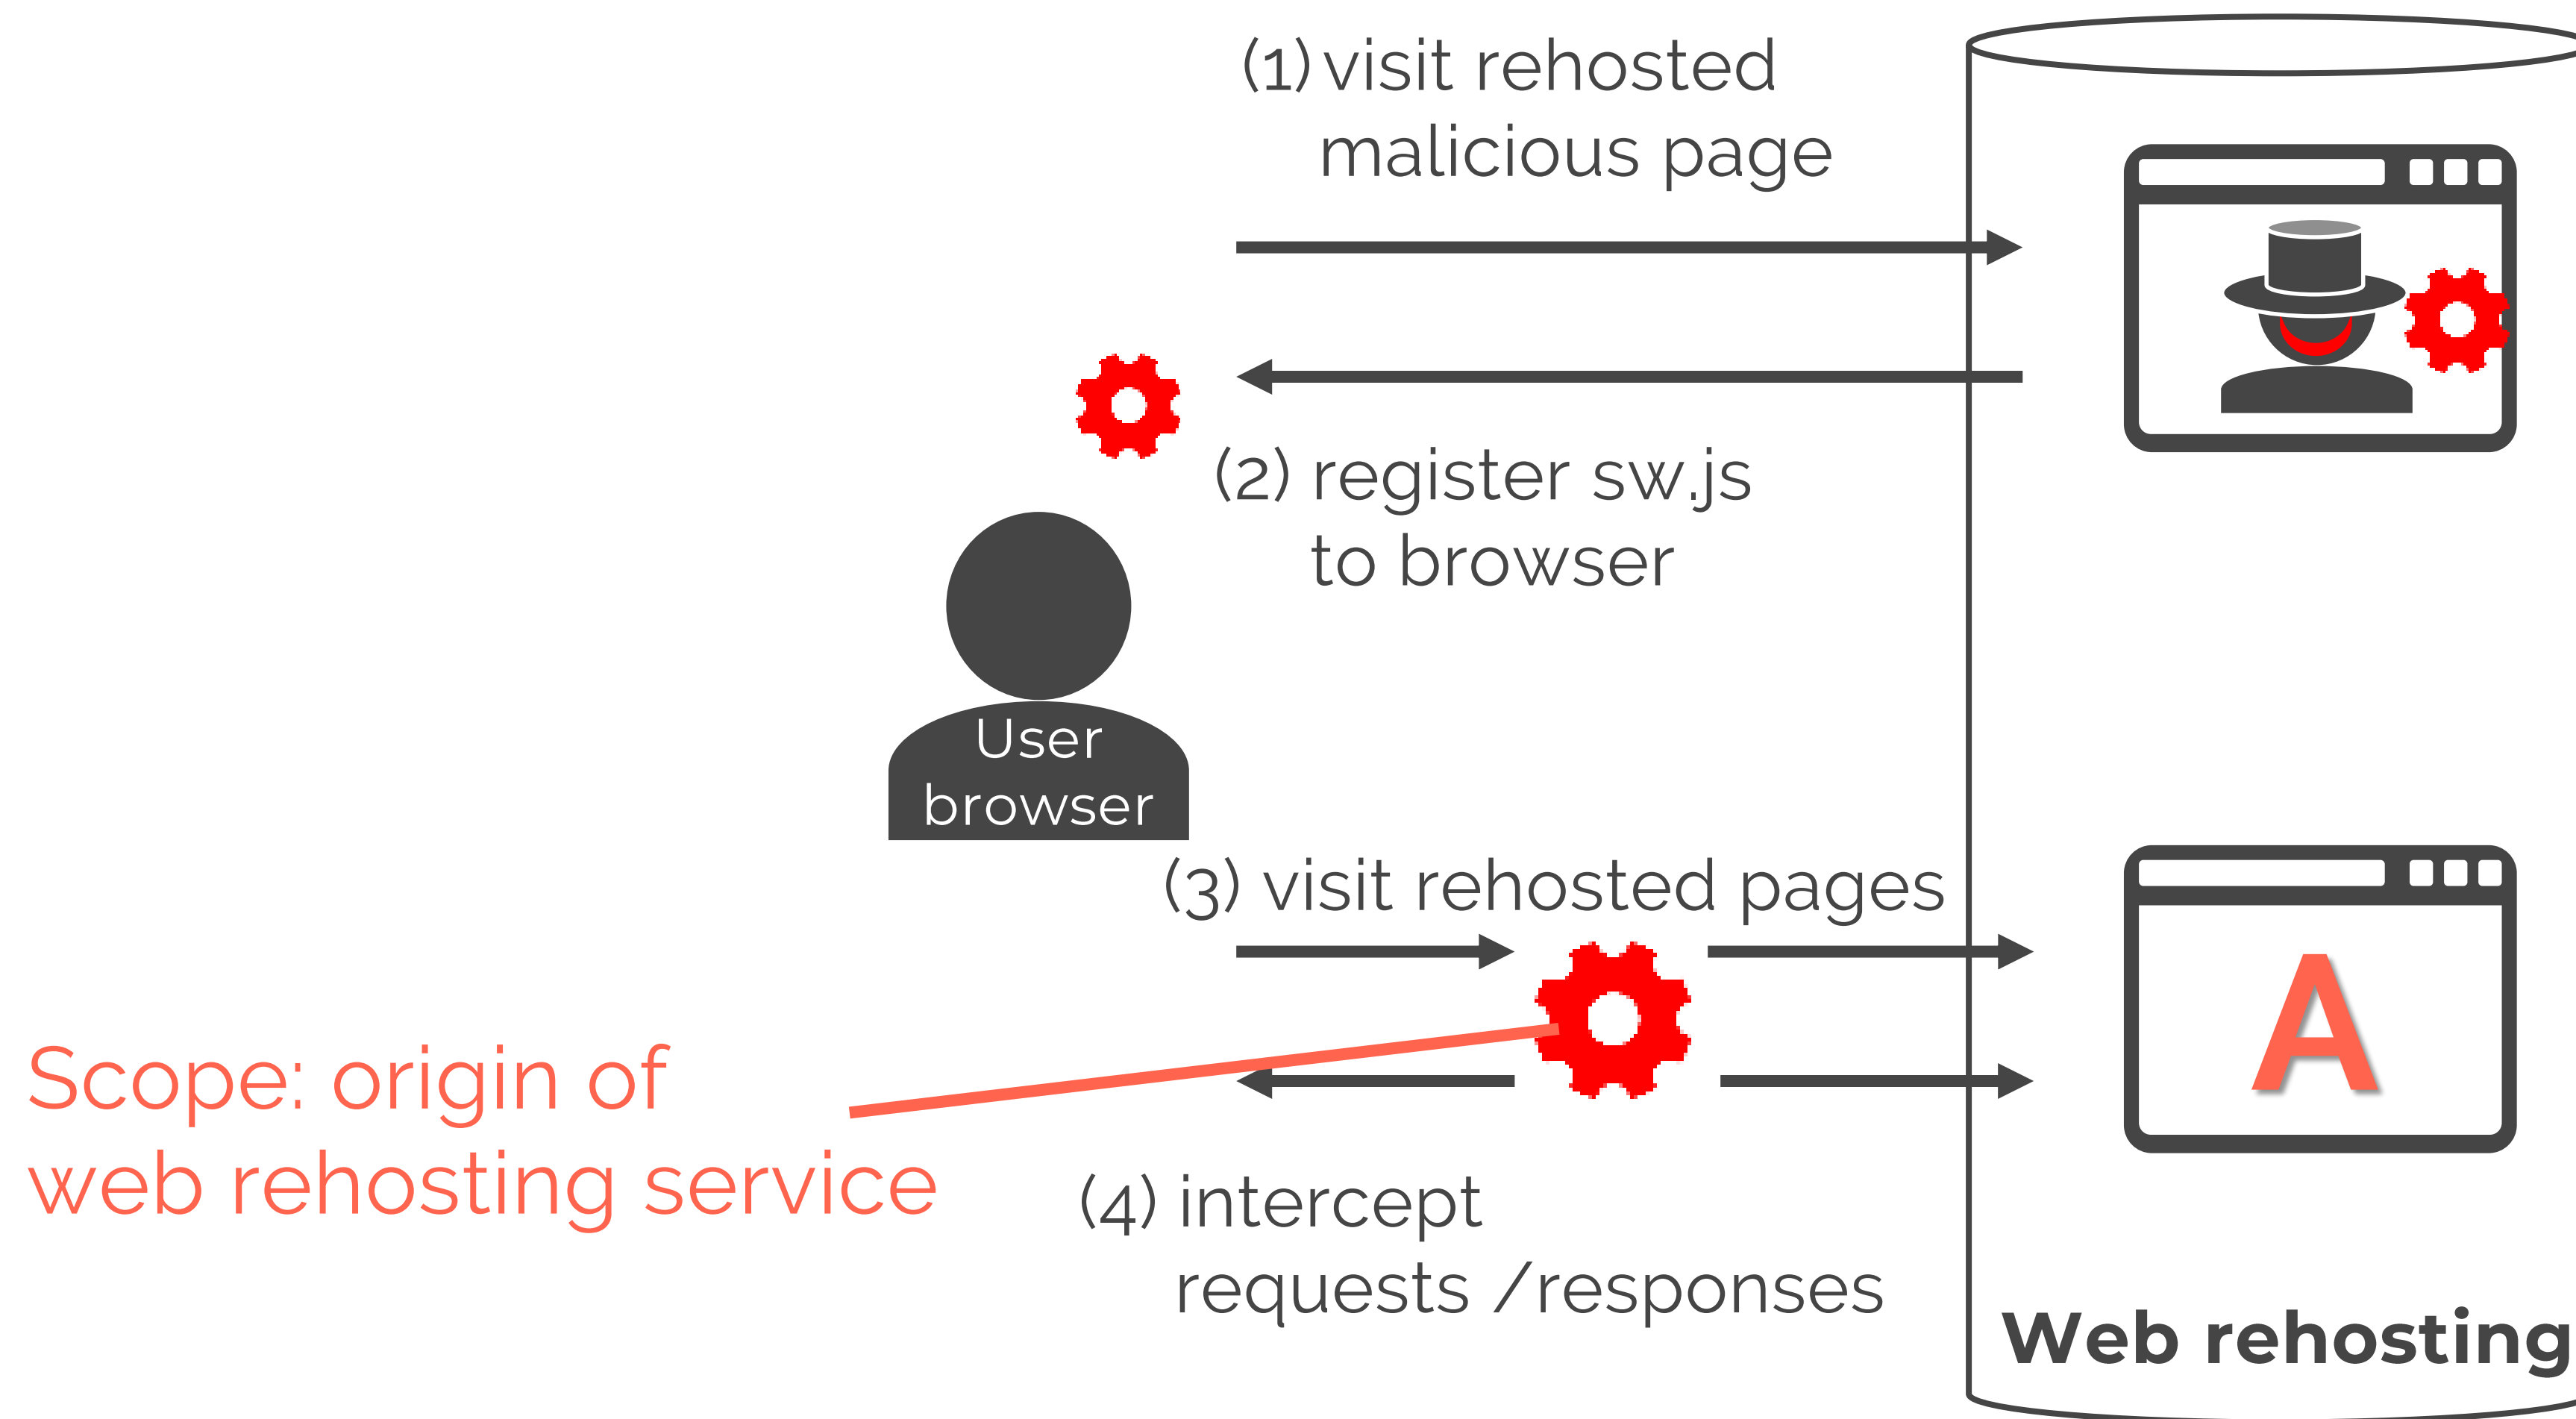 (1) visit rehosted
malicious page
(2) register sw.js
to browser
User
browser
(3) visit rehosted pages
A
Scope: origin of
web rehosting service
(4) intercept
requests /responses
Web rehosting